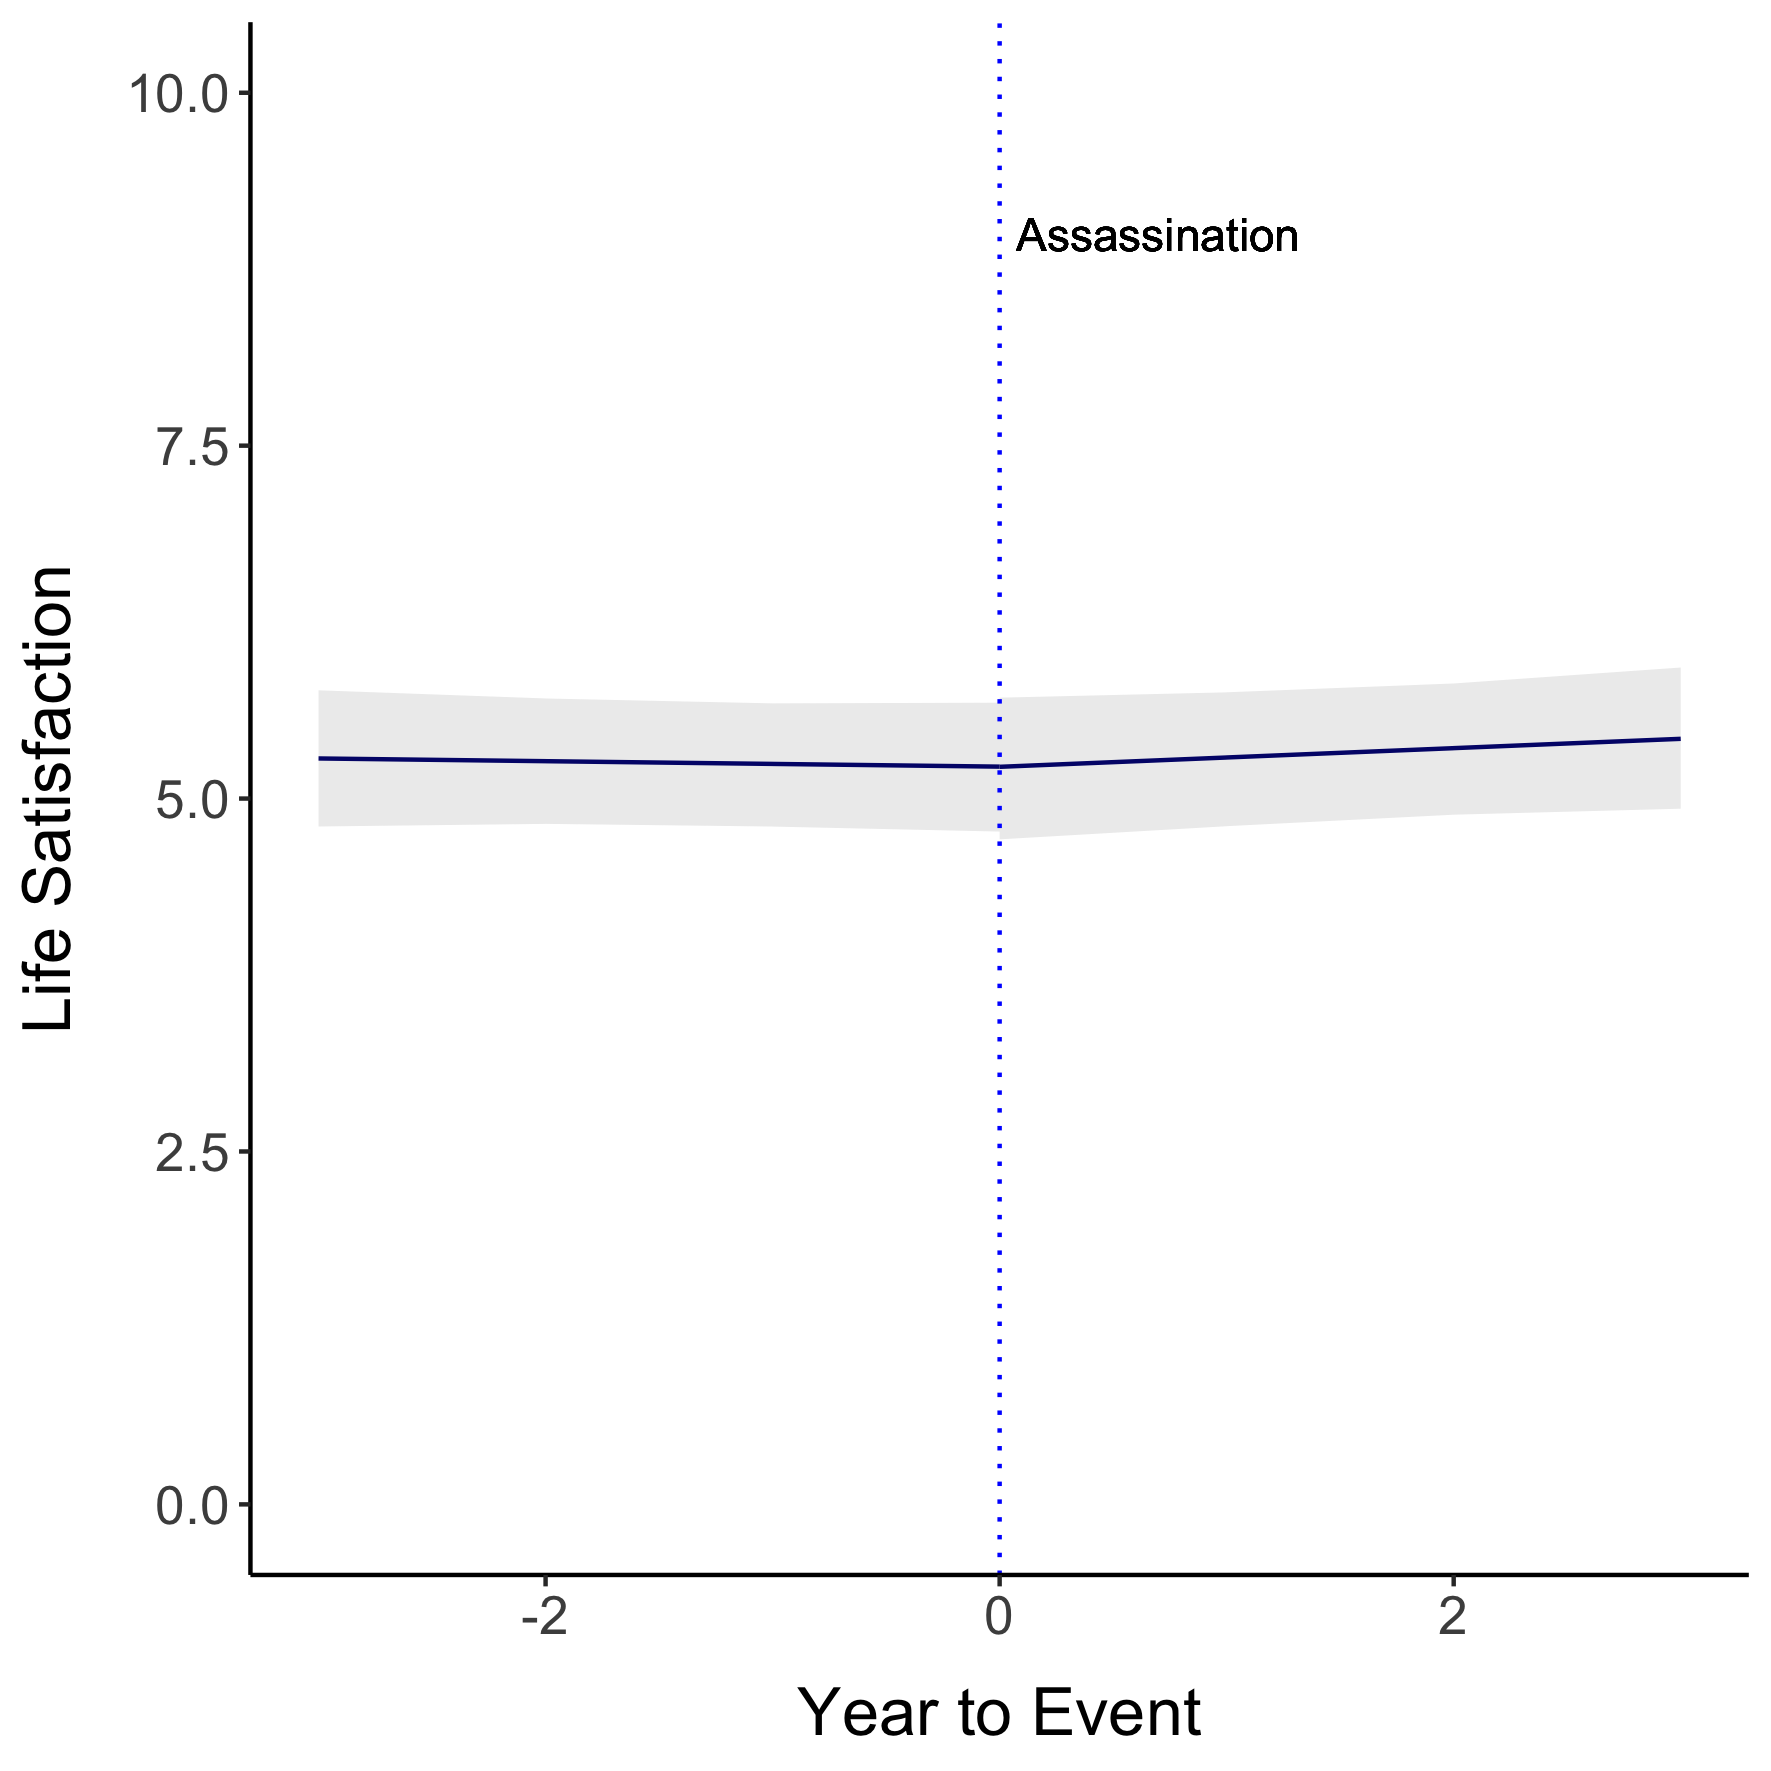 10.0
Assassination
7.5
5.0
2.5
0.0
Life Satisfaction
-2
0
2
Year to Event